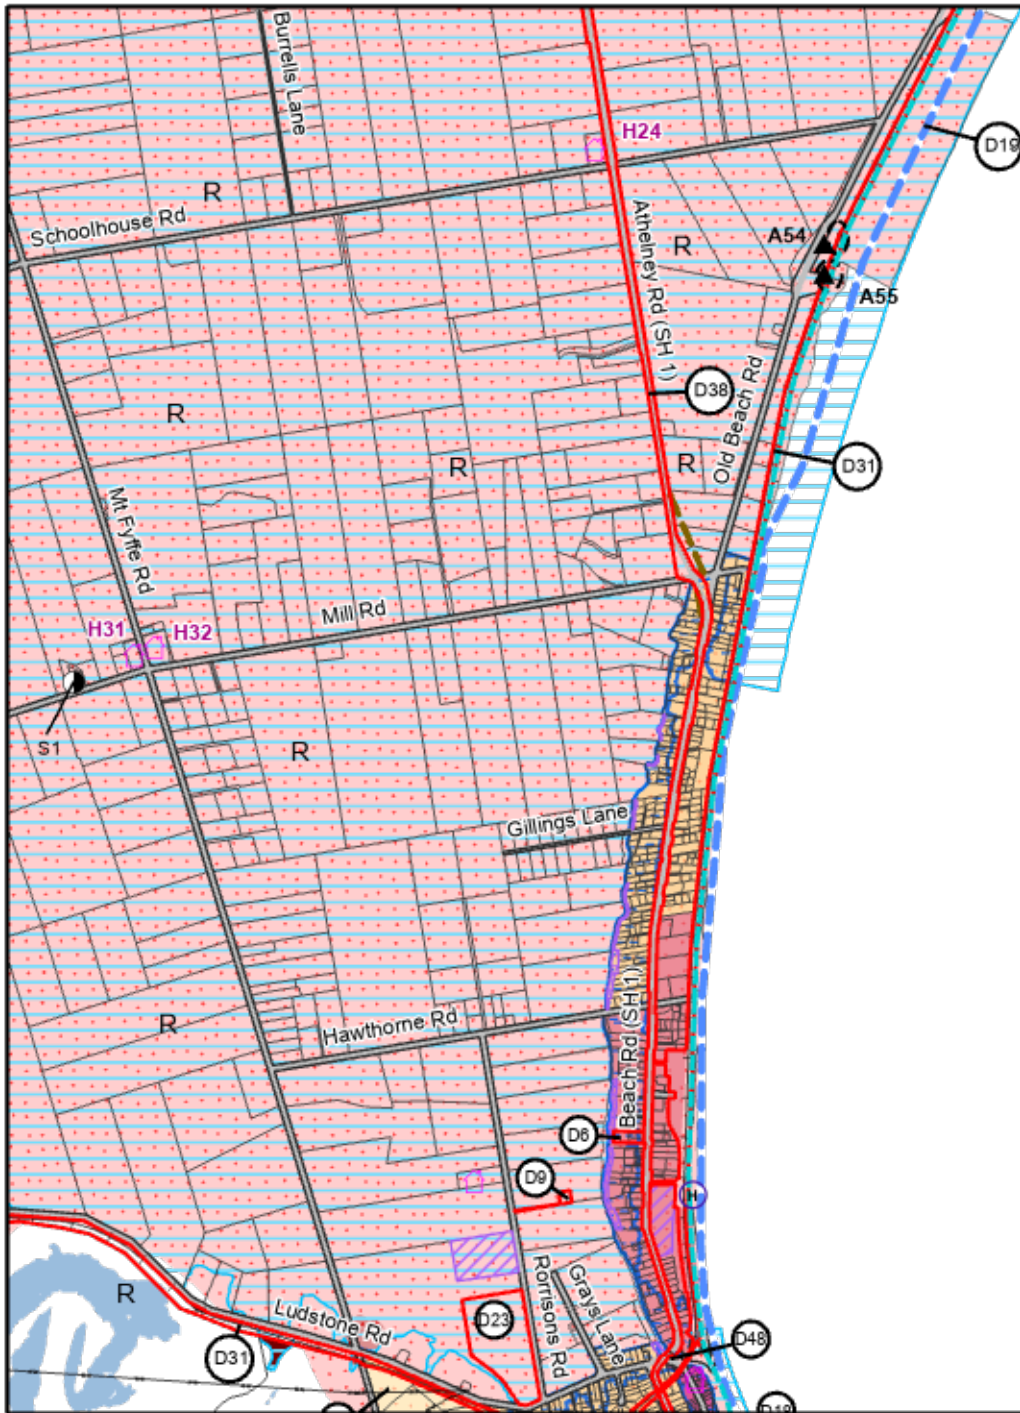 Burrells Lane
H24
D19
R
Schoolhouse Rd
Athelney Rd (SH 1)
R
A54
A55
D38
Old Beach Rd
R
R
R
D31
Mt Fyffe Rd
Mill Rd
H31
H32
S1
R
Gillings Lane
R
Hawthorne Rd
Beach Rd (SH 1)
D6
D9
H
R
Rorrisons Rd
Grays Lane
Ludstone Rd
D23
D31
D48